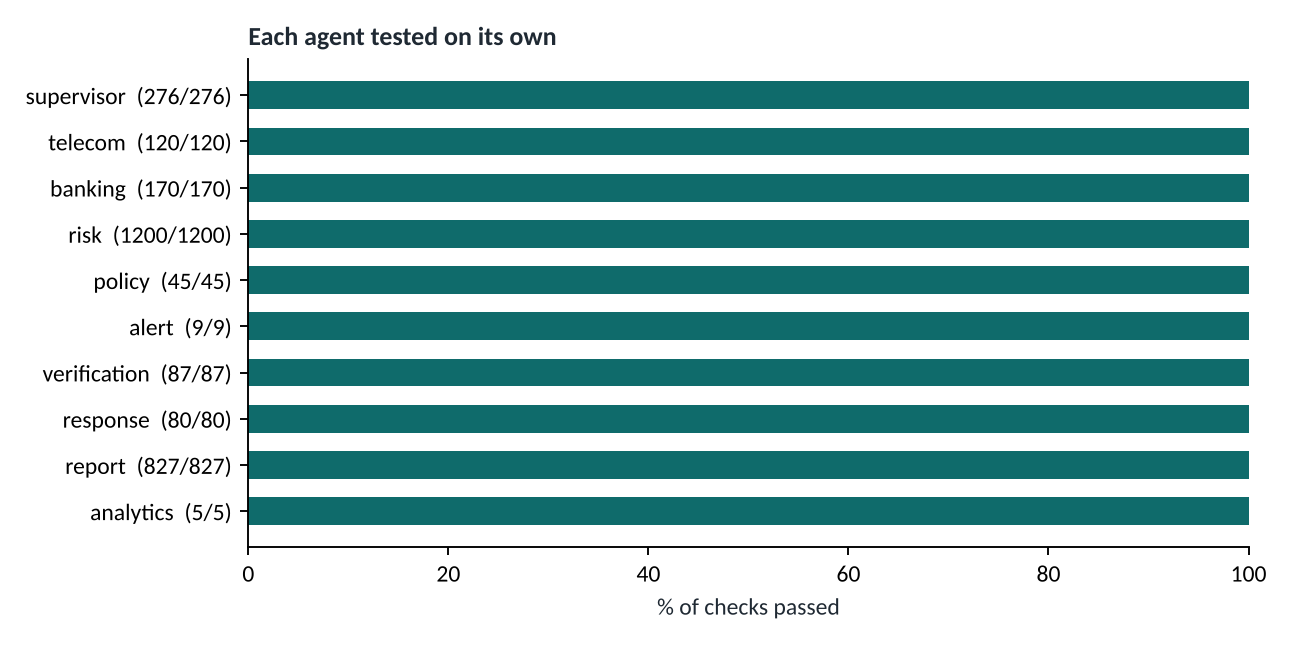 Each agent tested on its own
supervisor (276/276)
telecom (120/120)
banking (170/170)
risk (1200/1200)
policy (45/45)
alert (9/9)
verification (87/87)
response (80/80)
report (827/827)
analytics (5/5)
0 20 40 60 80 100
% of checks passed